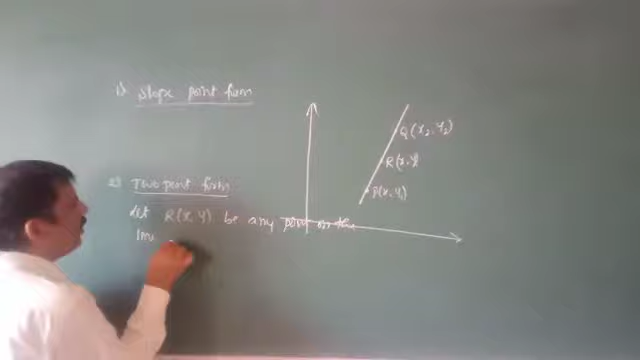 1) Slope point form
Q(x₂, y₂)
R(x, y)
P(x₁, y₁)
2) Two point form
Let R(x, y) be any point on the
line